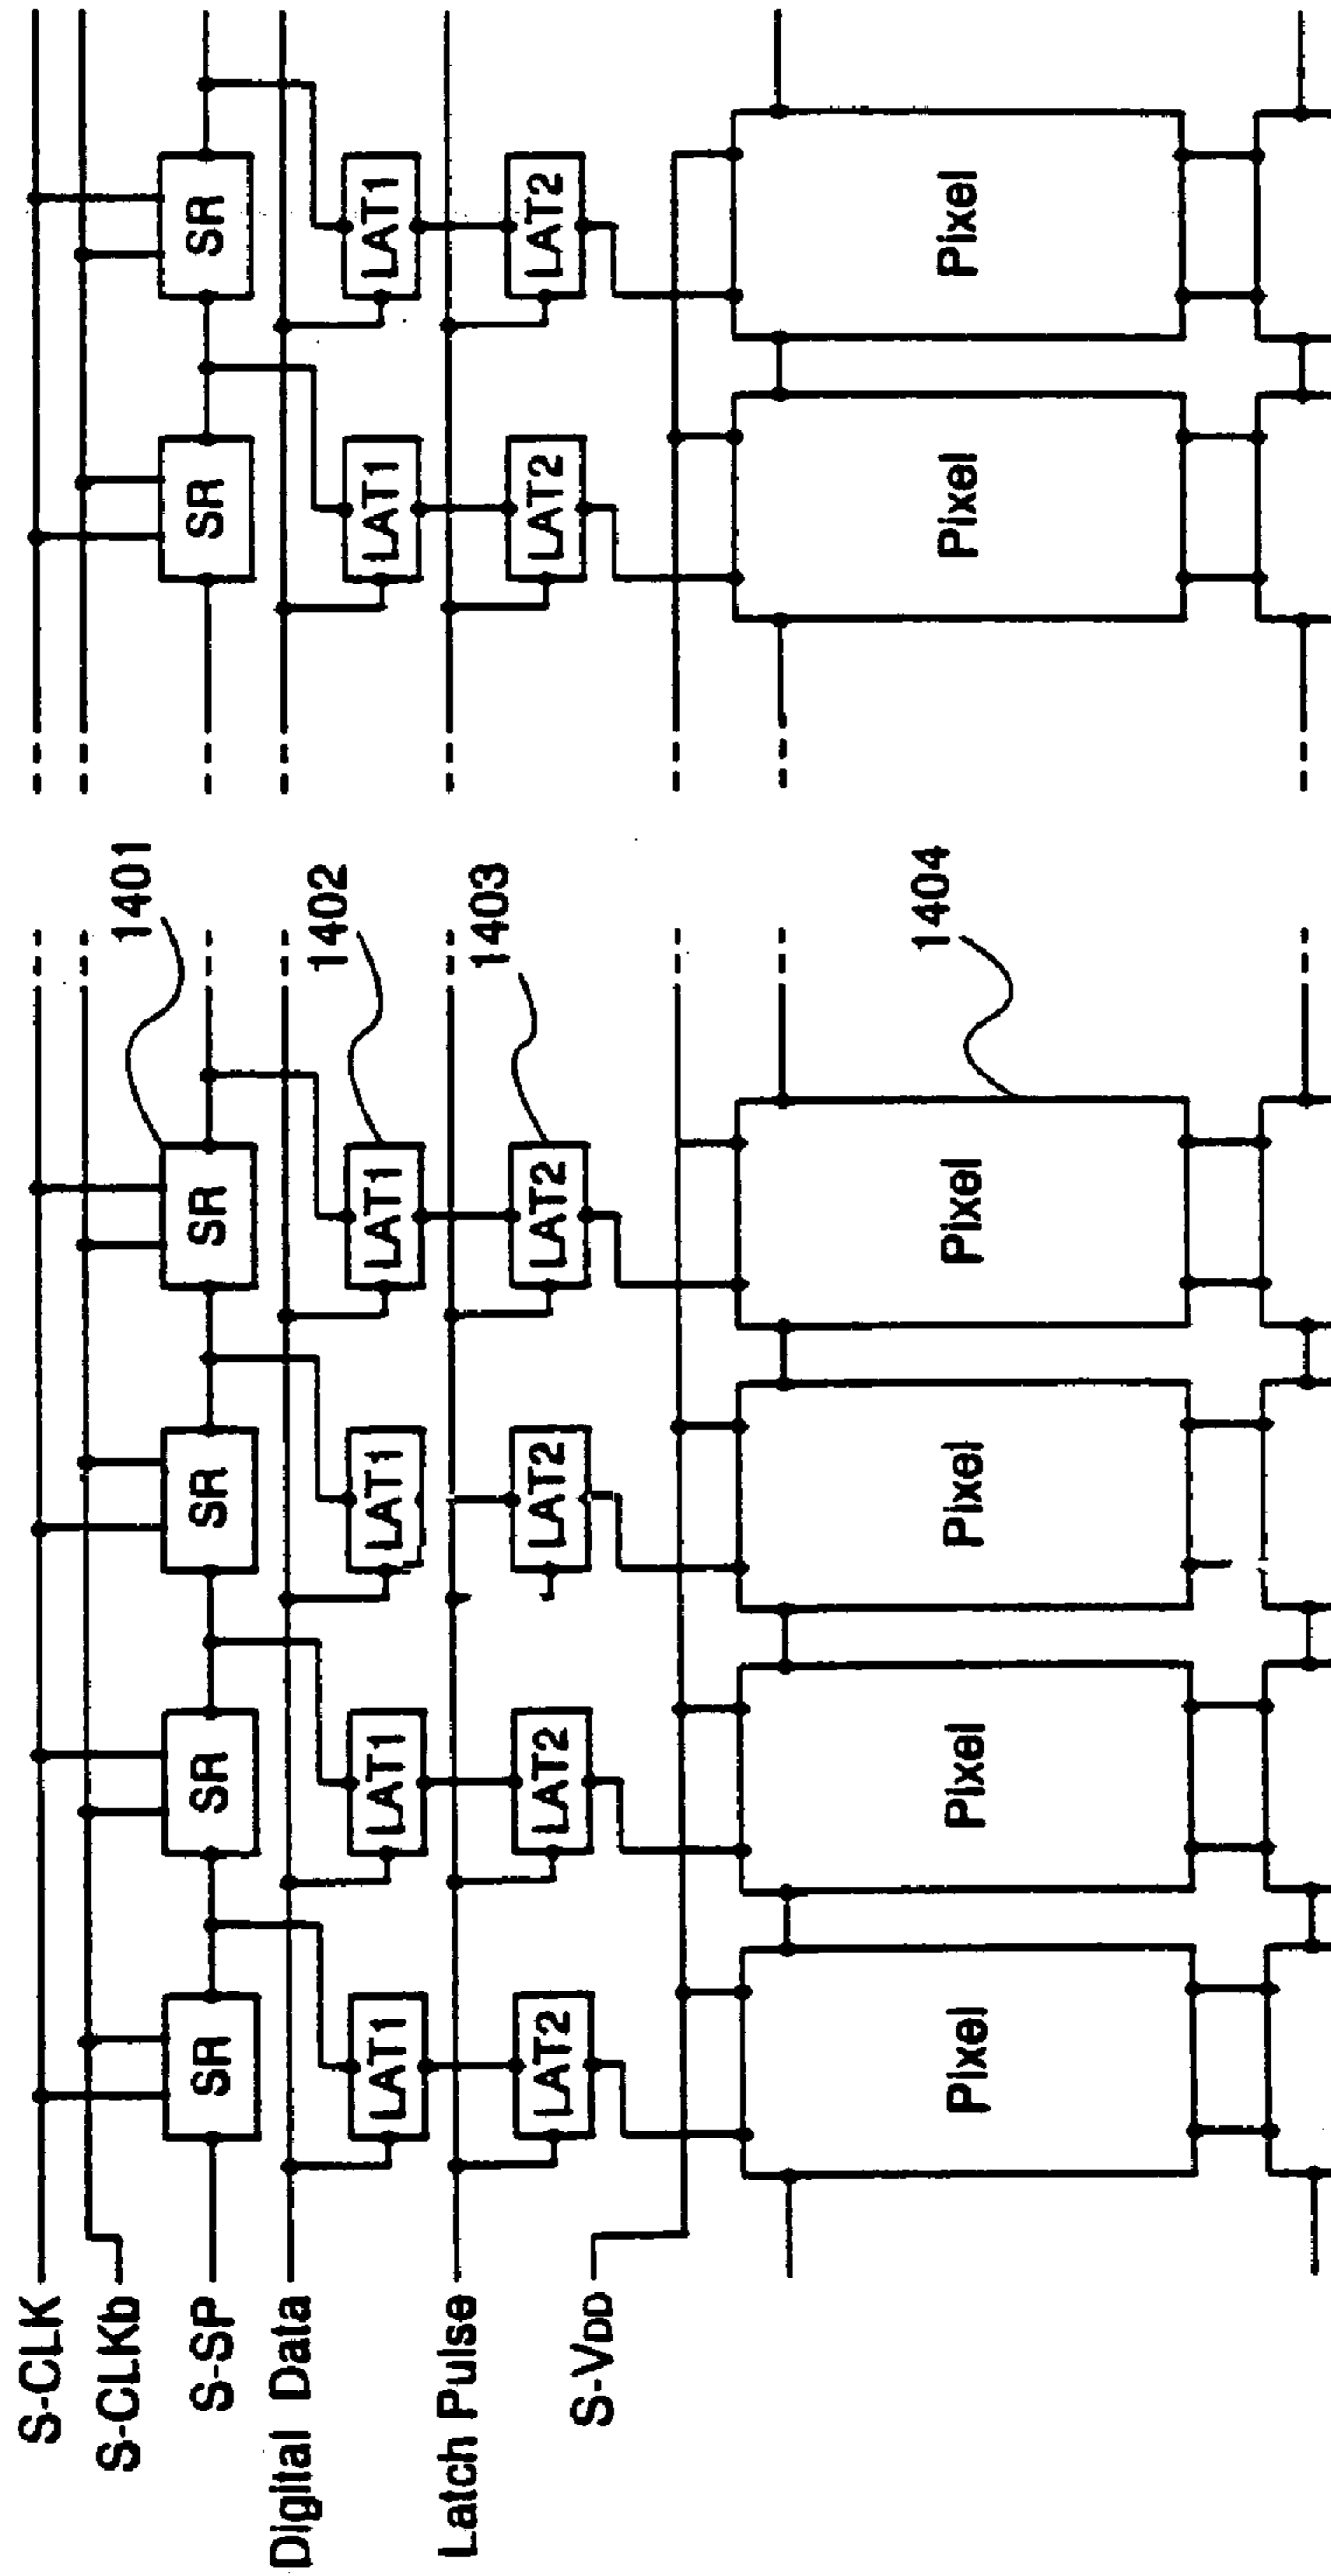 S-CLK
S-CLKb
1401
S-SP SR SR SR SR SR SR
Digital Data
1402
LAT1 LAT1 LAT1 LAT1 LAT1 LAT1
Latch Pulse
1403
LAT2 LAT2 LAT2 LAT2 LAT2 LAT2
S-VDD
1404
Pixel Pixel Pixel Pixel Pixel Pixel